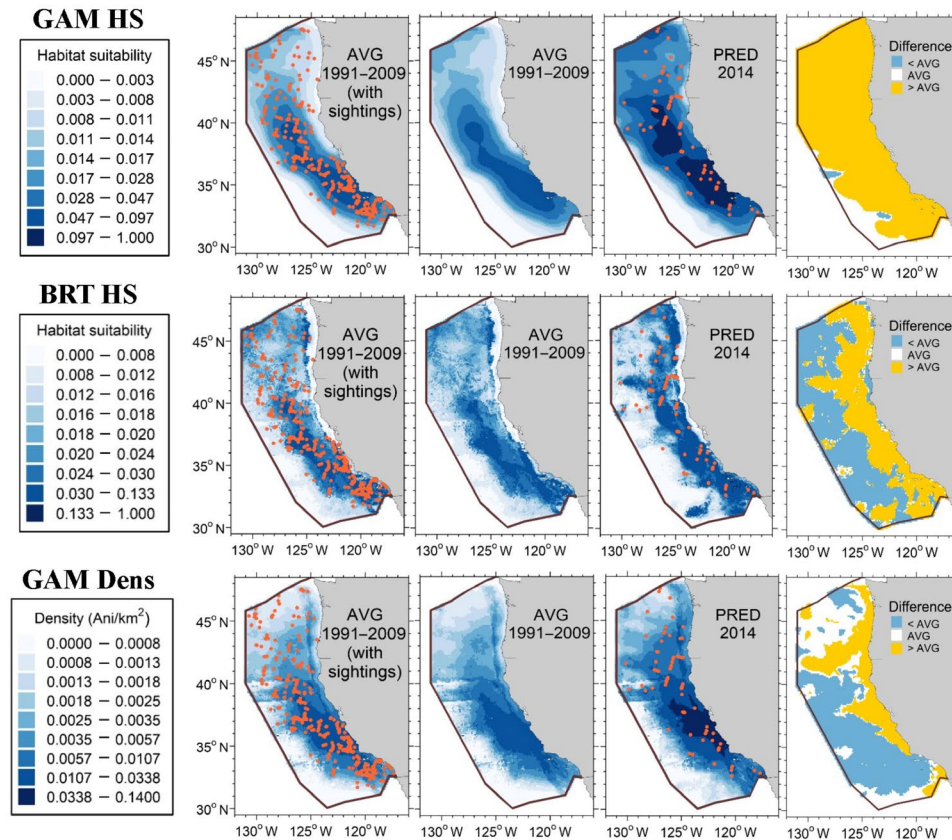 GAM HS
Habitat suitability
0.000 – 0.003
0.003 – 0.008
0.008 – 0.011
0.011 – 0.014
0.014 – 0.017
0.017 – 0.028
0.028 – 0.047
0.047 – 0.097
0.097 – 1.000
45°
40°
35°
30° N
AVG
1991–2009
(with
sightings)
AVG
1991–2009
PRED
2014
Difference
< AVG
AVG
> AVG
130° W 125° W 120° W
130° W 125° W 120° W
130° W 125° W 120° W
130° W 125° W 120° W
BRT HS
Habitat suitability
0.000 – 0.008
0.008 – 0.012
0.012 – 0.016
0.016 – 0.018
0.018 – 0.020
0.020 – 0.024
0.024 – 0.030
0.030 – 0.133
0.133 – 1.000
45°
40°
35°
30° N
AVG
1991–2009
(with
sightings)
AVG
1991–2009
PRED
2014
Difference
< AVG
AVG
> AVG
130° W 125° W 120° W
130° W 125° W 120° W
130° W 125° W 120° W
130° W 125° W 120° W
GAM Dens
Density (Ani/km²)
0.0000 – 0.0008
0.0008 – 0.0013
0.0013 – 0.0018
0.0018 – 0.0025
0.0025 – 0.0035
0.0035 – 0.0057
0.0057 – 0.0107
0.0107 – 0.0338
0.0338 – 0.1400
45°
40°
35°
30° N
AVG
1991–2009
(with
sightings)
AVG
1991–2009
PRED
2014
Difference
< AVG
AVG
> AVG
130° W 125° W 120° W
130° W 125° W 120° W
130° W 125° W 120° W
130° W 125° W 120° W